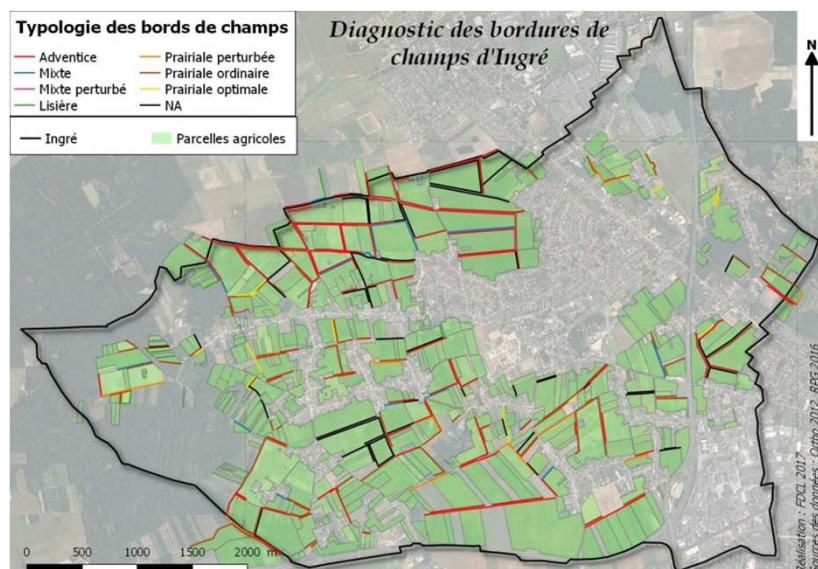 Typologie des bords de champs
Adventice
Mixte
Mixte perturbé
Lisière
Prairiale perturbée
Prairiale ordinaire
Prairiale optimale
NA
Ingré
Parcelles agricoles
Diagnostic des bordures de
champs d'Ingré
N
0 500 1000 1500 2000 m
Réalisation : FDCL 2017
Sources des données : Ortho 2012, RPG 2016